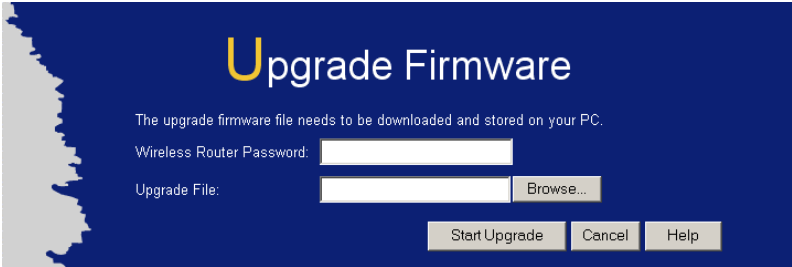 Upgrade Firmware
The upgrade firmware file needs to be downloaded and stored on your PC.
Wireless Router Password:
Upgrade File:
Browse...
Start Upgrade
Cancel
Help